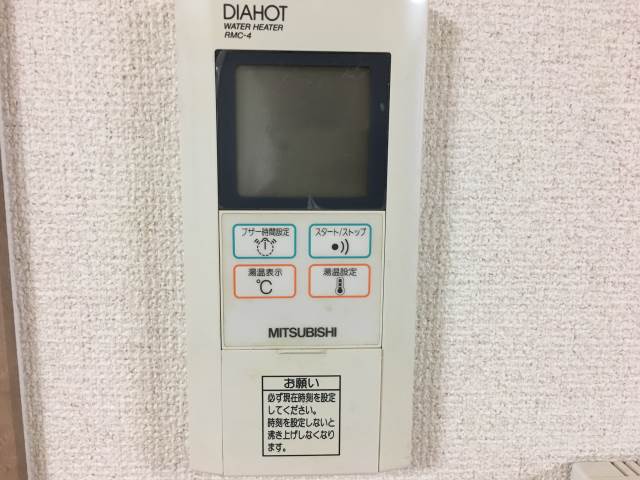 DIAHOT
WATER HEATER
RMC-4
ブザー時間設定
スタート/ストップ
湯温表示
℃
湯温設定
MITSUBISHI
お願い
必ず現在時刻を設定
してください。
時刻を設定しないと
沸き上げしなくなり
ます。